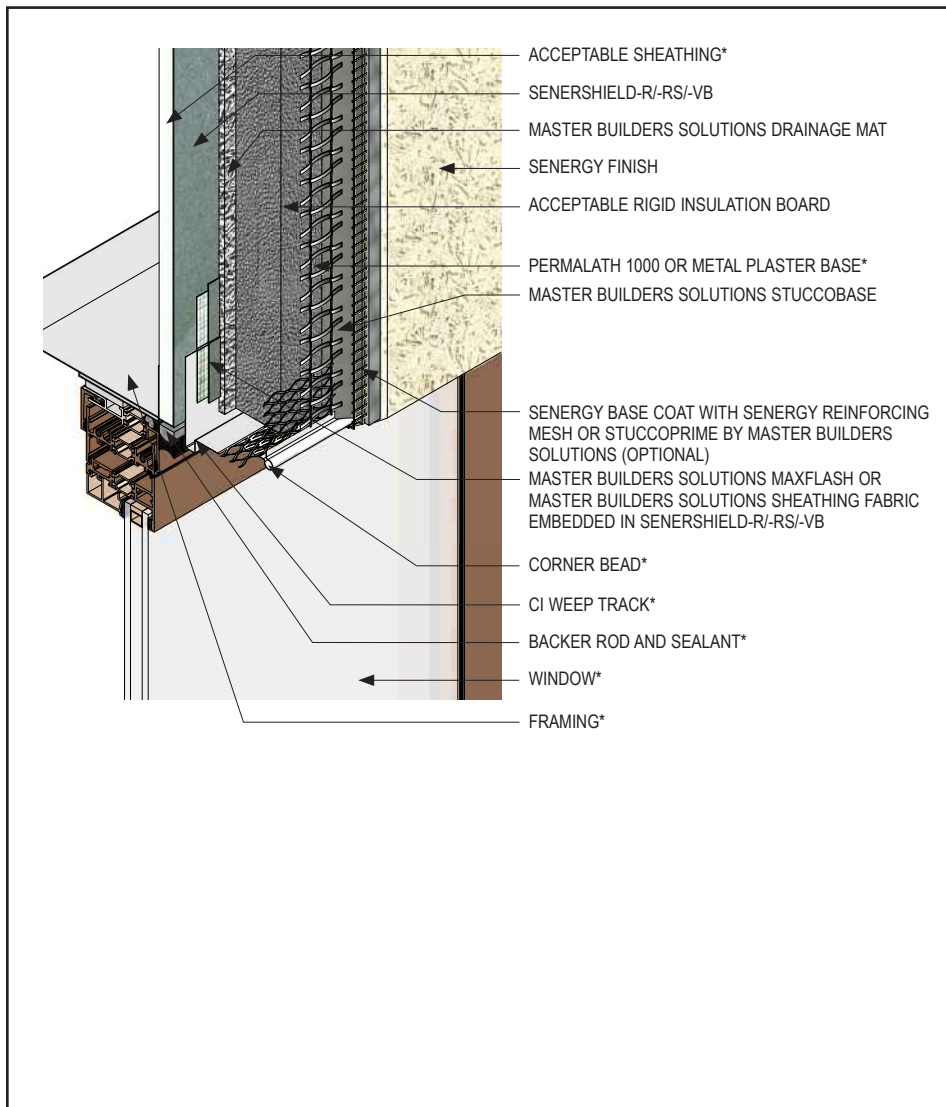 ACCEPTABLE SHEATHING*
SENERSHIELD-R/-RS/-VB
MASTER BUILDERS SOLUTIONS DRAINAGE MAT
SENERGY FINISH
ACCEPTABLE RIGID INSULATION BOARD
PERMALATH 1000 OR METAL PLASTER BASE*
MASTER BUILDERS SOLUTIONS STUCCOBASE
SENERGY BASE COAT WITH SENERGY REINFORCING
MESH OR STUCCOPRIME BY MASTER BUILDERS
SOLUTIONS (OPTIONAL)
MASTER BUILDERS SOLUTIONS MAXFLASH OR
MASTER BUILDERS SOLUTIONS SHEATHING FABRIC
EMBEDDED IN SENERSHIELD-R/-RS/-VB
CORNER BEAD*
CI WEEP TRACK*
BACKER ROD AND SEALANT*
WINDOW*
FRAMING*